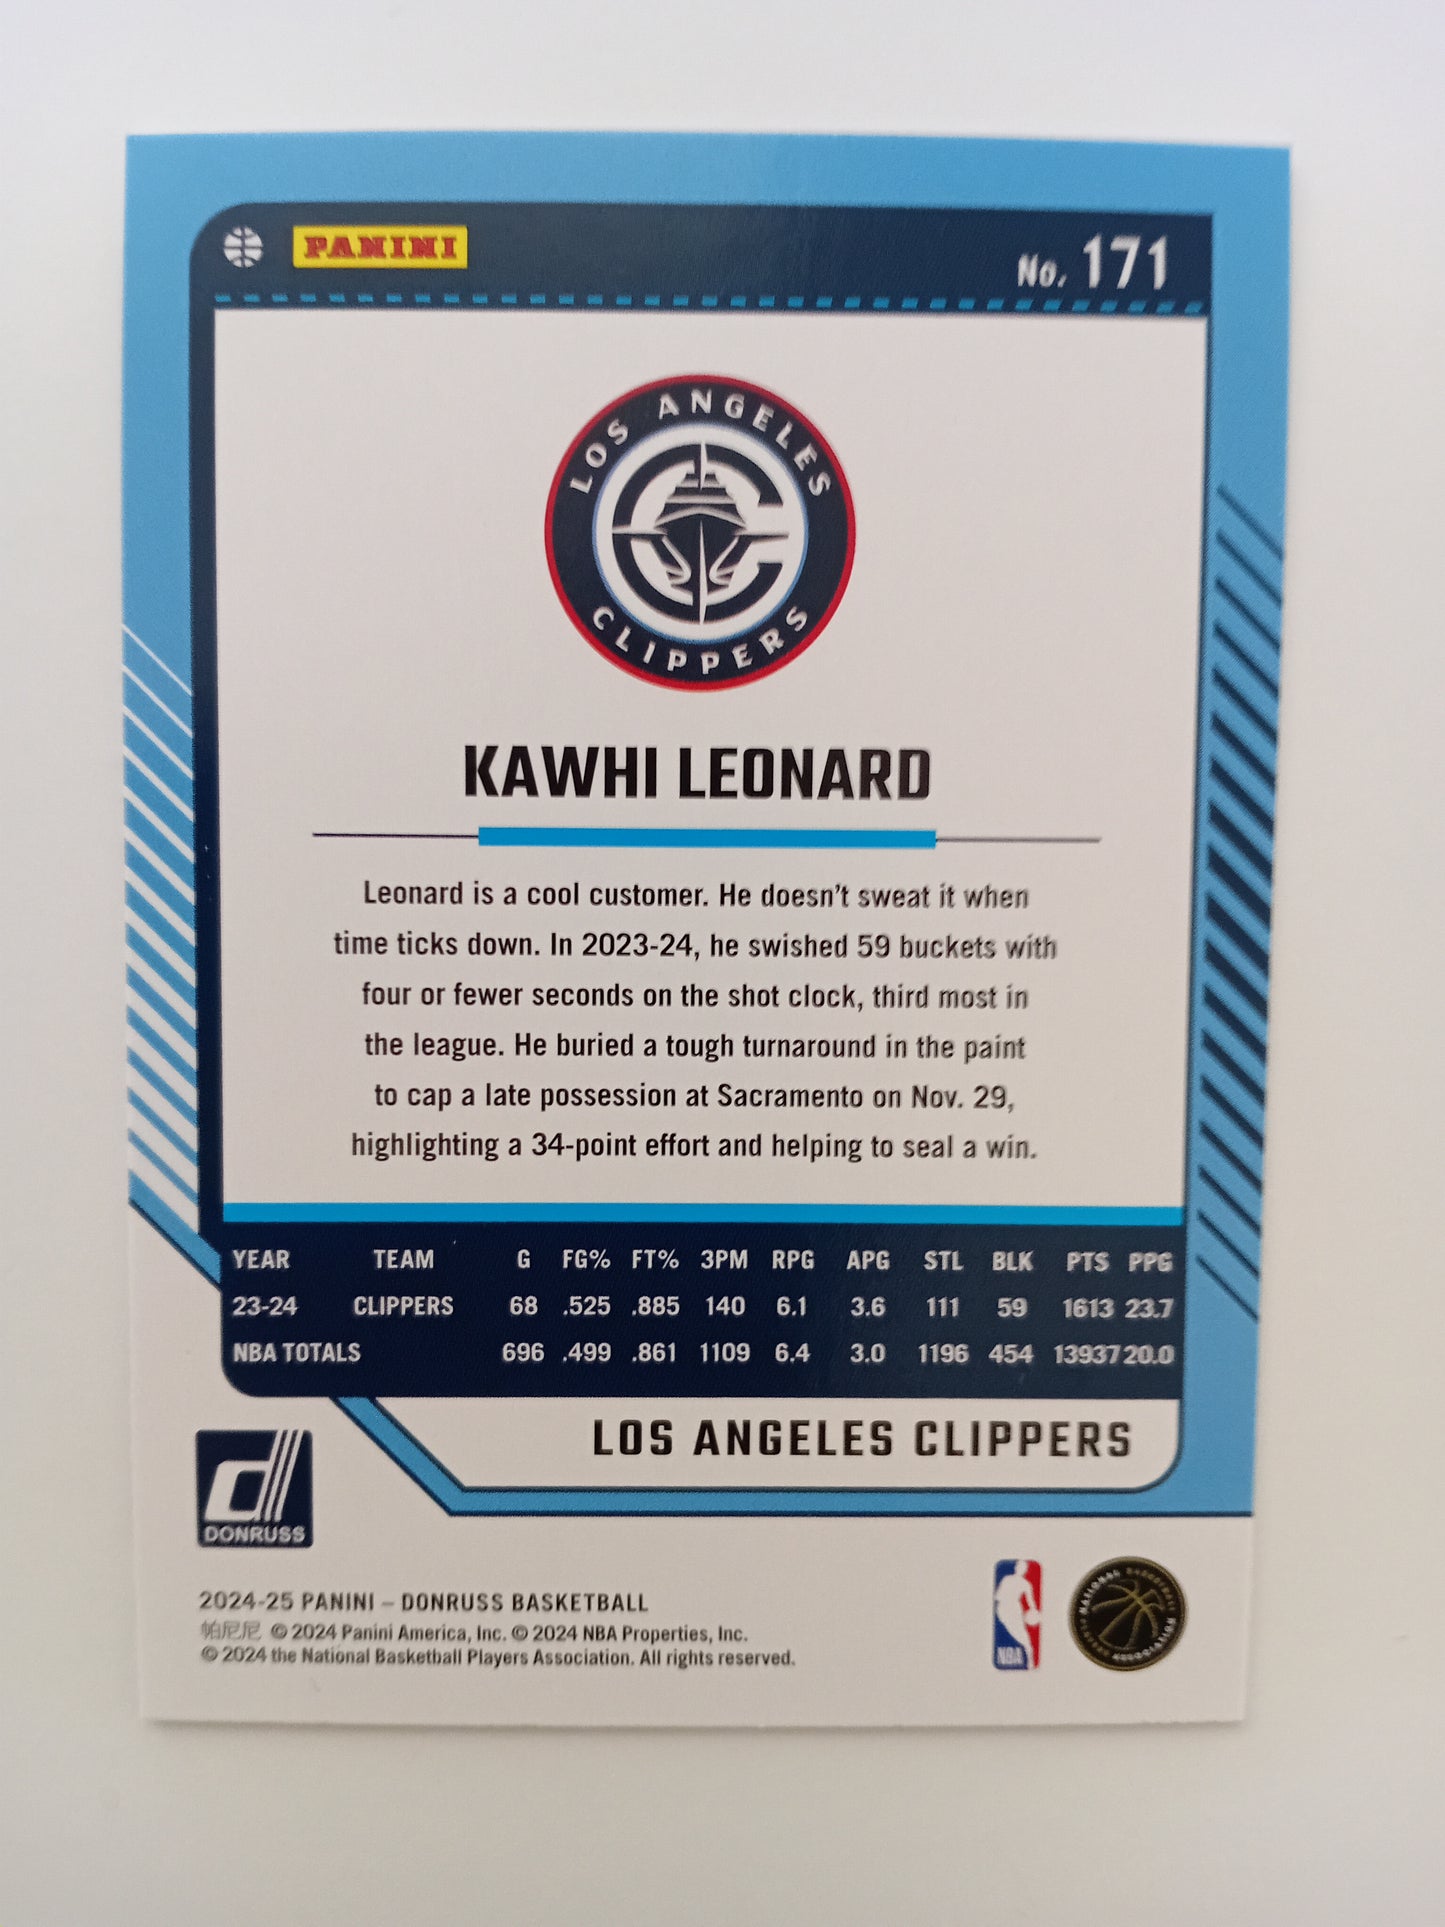 PANINI
No. 171
LOS ANGELES
CLIPPERS
KAWHI LEONARD
Leonard is a cool customer. He doesn't sweat it when
time ticks down. In 2023-24, he swished 59 buckets with
four or fewer seconds on the shot clock, third most in
the league. He buried a tough turnaround in the paint
to cap a late possession at Sacramento on Nov. 29,
highlighting a 34-point effort and helping to seal a win.
YEAR TEAM G FG% FT% 3PM RPG APG STL BLK PTS PPG
23-24 CLIPPERS 68 .525 .885 140 6.1 3.6 111 59 1613 23.7
NBA TOTALS 696 .499 .861 1109 6.4 3.0 1196 454 13937 20.0
LOS ANGELES CLIPPERS
DONRUSS
2024-25 PANINI – DONRUSS BASKETBALL
帕尼尼 © 2024 Panini America, Inc. © 2024 NBA Properties, Inc.
© 2024 the National Basketball Players Association. All rights reserved.
NBA
NATIONAL BASKETBALL PLAYERS ASSOCIATION